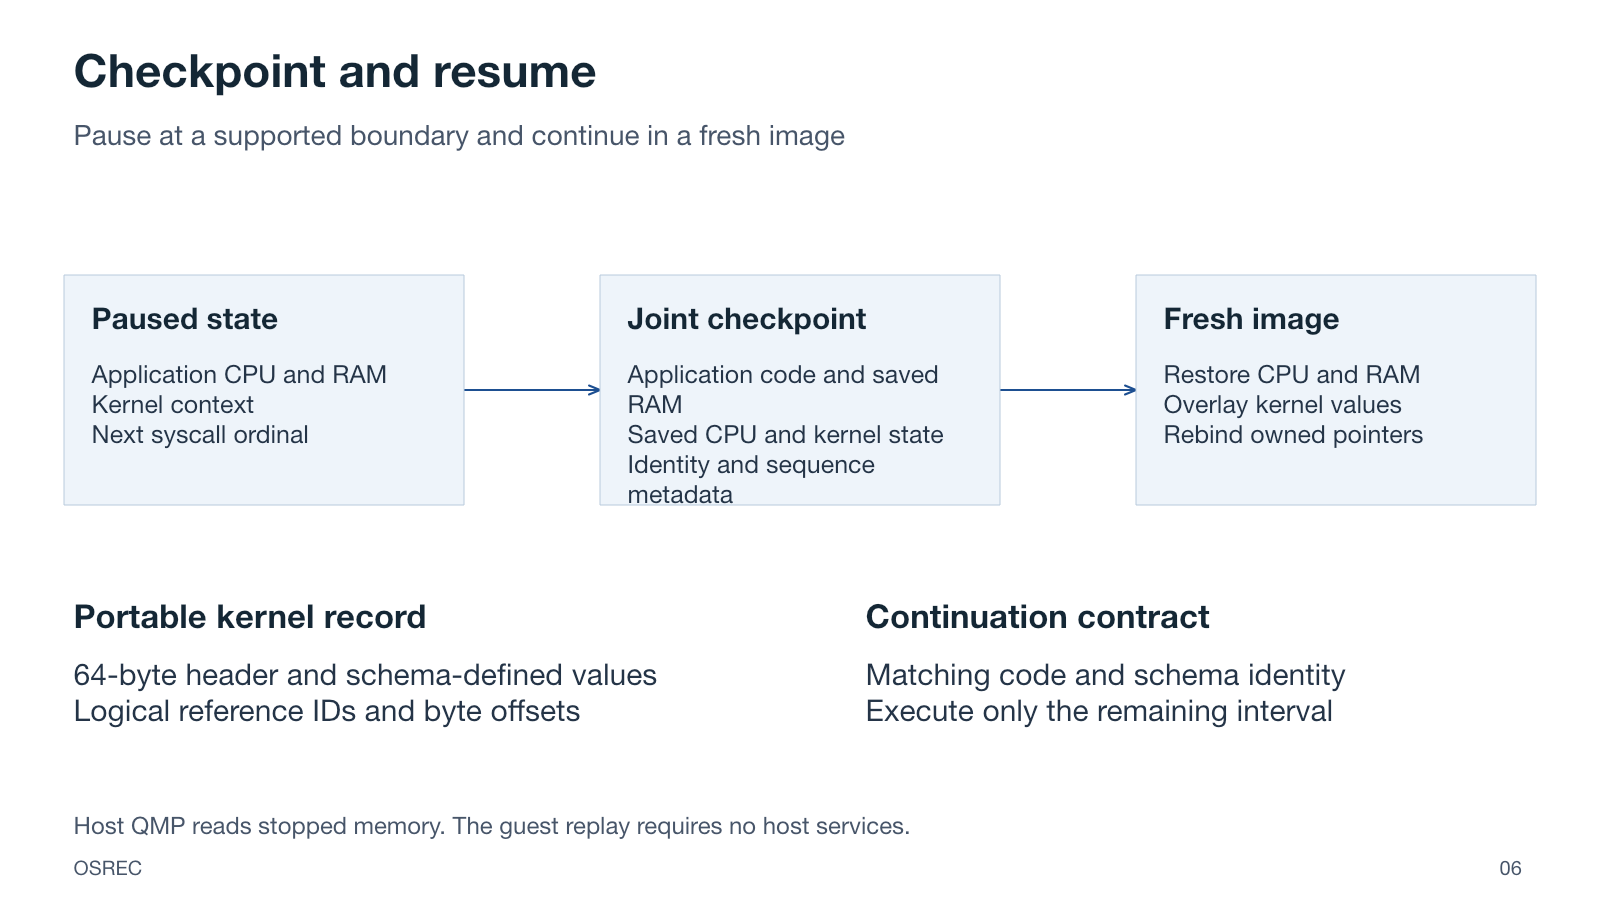 Checkpoint and resume
Pause at a supported boundary and continue in a fresh image
Paused state
Application CPU and RAM
Kernel context
Next syscall ordinal
Joint checkpoint
Application code and saved
RAM
Saved CPU and kernel state
Identity and sequence
metadata
Fresh image
Restore CPU and RAM
Overlay kernel values
Rebind owned pointers
Portable kernel record
64-byte header and schema-defined values
Logical reference IDs and byte offsets
Continuation contract
Matching code and schema identity
Execute only the remaining interval
Host QMP reads stopped memory. The guest replay requires no host services.
OSREC
06